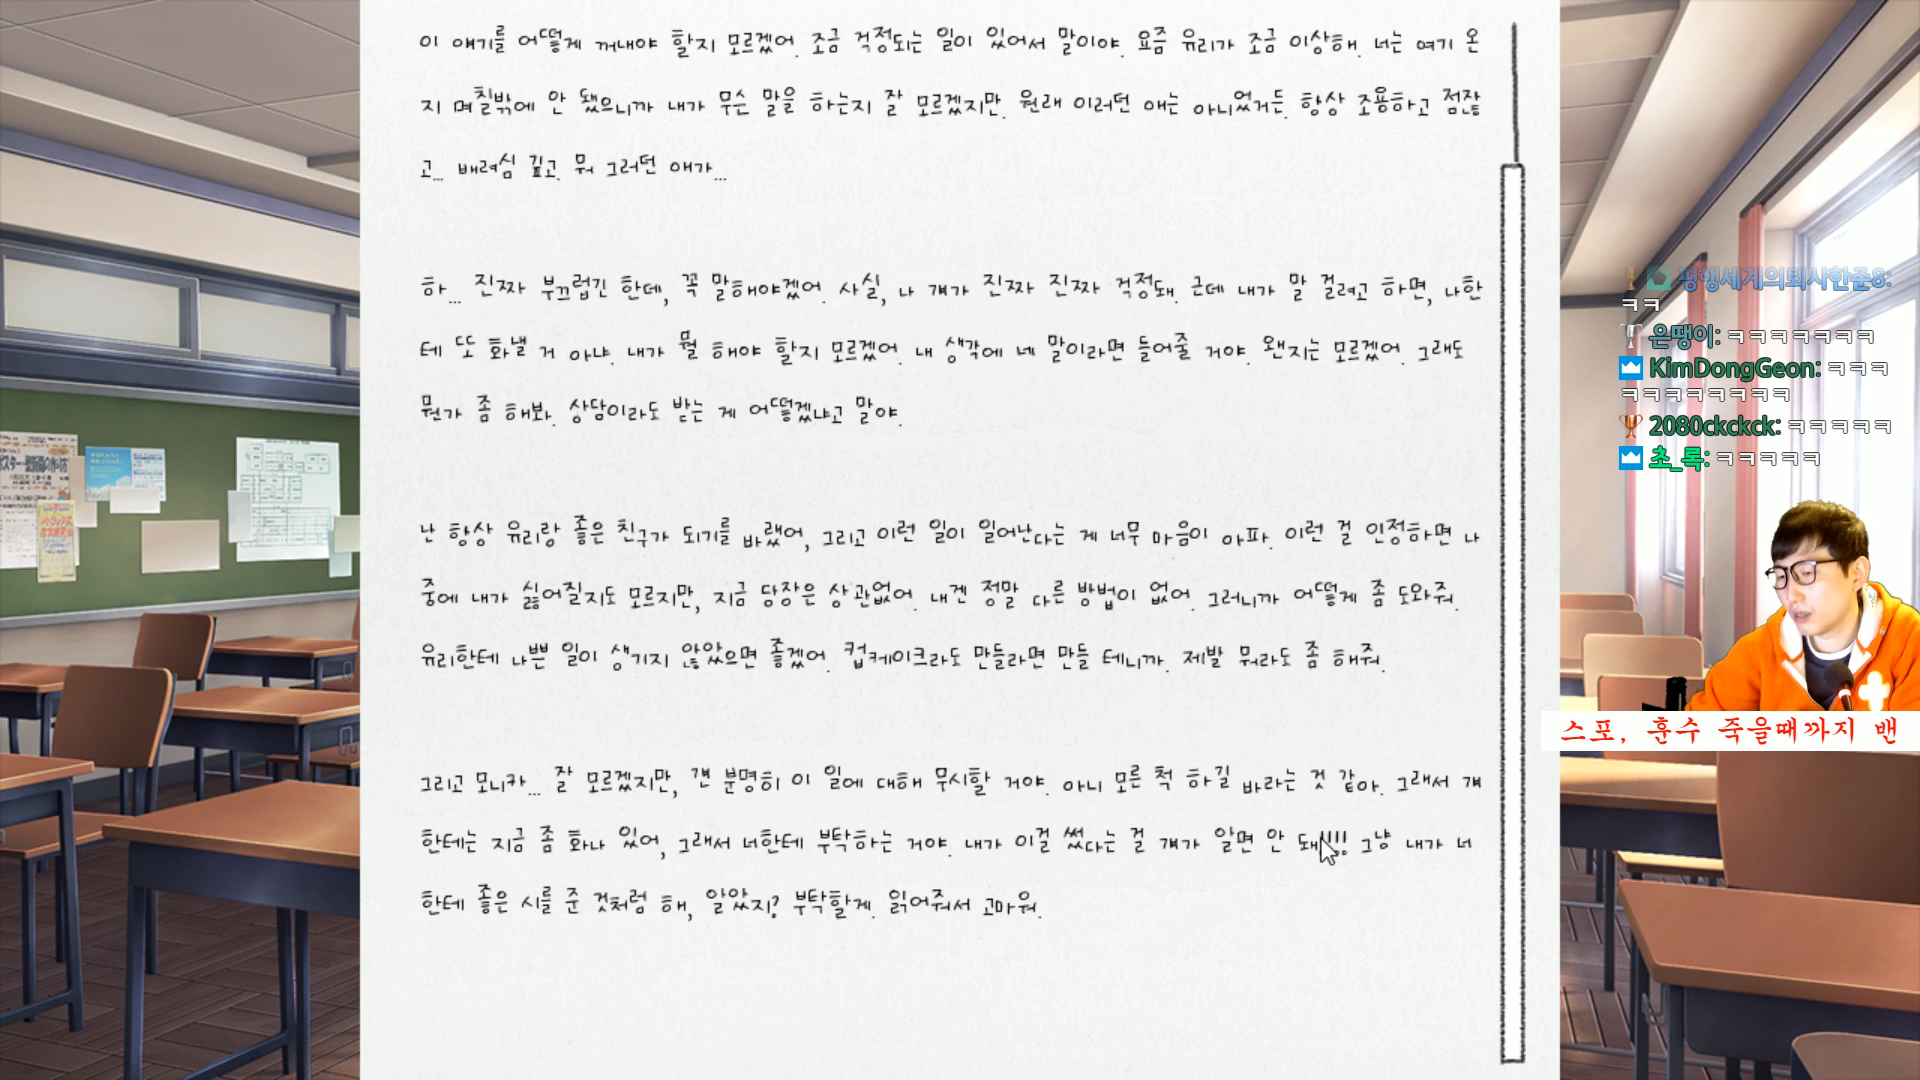 이 얘기를 어떻게 꺼내야 할지 모르겠어. 조금 걱정되는 일이 있어서 말이야. 요즘 유리가 조금 이상해. 너는 여기 온
지 며칠밖에 안 됐으니까 내가 무슨 말을 하는지 잘 모르겠지만. 원래 이러던 애는 아니었거든. 항상 조용하고 점잖
고... 배려심 깊고. 뭐 그러던 애가...
하... 진짜 부끄럽긴 한데, 꼭 말해야겠어. 사실, 나 걔가 진짜 진짜 걱정돼. 근데 내가 말 걸려고 하면, 나한
테 또 화낼 거 아냐. 내가 뭘 해야 할지 모르겠어. 내 생각에 네 말이라면 들어줄 거야. 왠지는 모르겠어. 그래도
뭔가 좀 해봐. 상담이라도 받는 게 어떻겠냐고 말야.
난 항상 유리랑 좋은 친구가 되기를 바랬어, 그리고 이런 일이 일어난다는 게 너무 마음이 아파. 이런 걸 인정하면 나
중에 내가 싫어질지도 모르지만, 지금 당장은 상관없어. 내겐 정말 다른 방법이 없어. 그러니까 어떻게 좀 도와줘.
유리한테 나쁜 일이 생기지 않았으면 좋겠어. 컵케이크라도 만들라면 만들 테니까. 제발 뭐라도 좀 해줘.
그리고 모니카... 잘 모르겠지만, 걘 분명히 이 일에 대해 무시할 거야. 아니 모른 척 하길 바라는 것 같아. 그래서 걔
한테는 지금 좀 화나 있어, 그래서 너한테 부탁하는 거야. 내가 이걸 썼다는 걸 걔가 알면 안 돼!!!! 그냥 내가 너
한테 좋은 시를 준 것처럼 해, 알았지? 부탁할게. 읽어줘서 고마워.
평행세계의퇴사한준8:
ㅋㅋ
은땡이: ㅋㅋㅋㅋㅋㅋㅋ
KimDongGeon: ㅋㅋㅋ
ㅋㅋㅋㅋㅋㅋㅋㅋ
2080ckckck: ㅋㅋㅋㅋㅋ
초_록: ㅋㅋㅋㅋㅋ
스포, 훈수 죽을때까지 밴